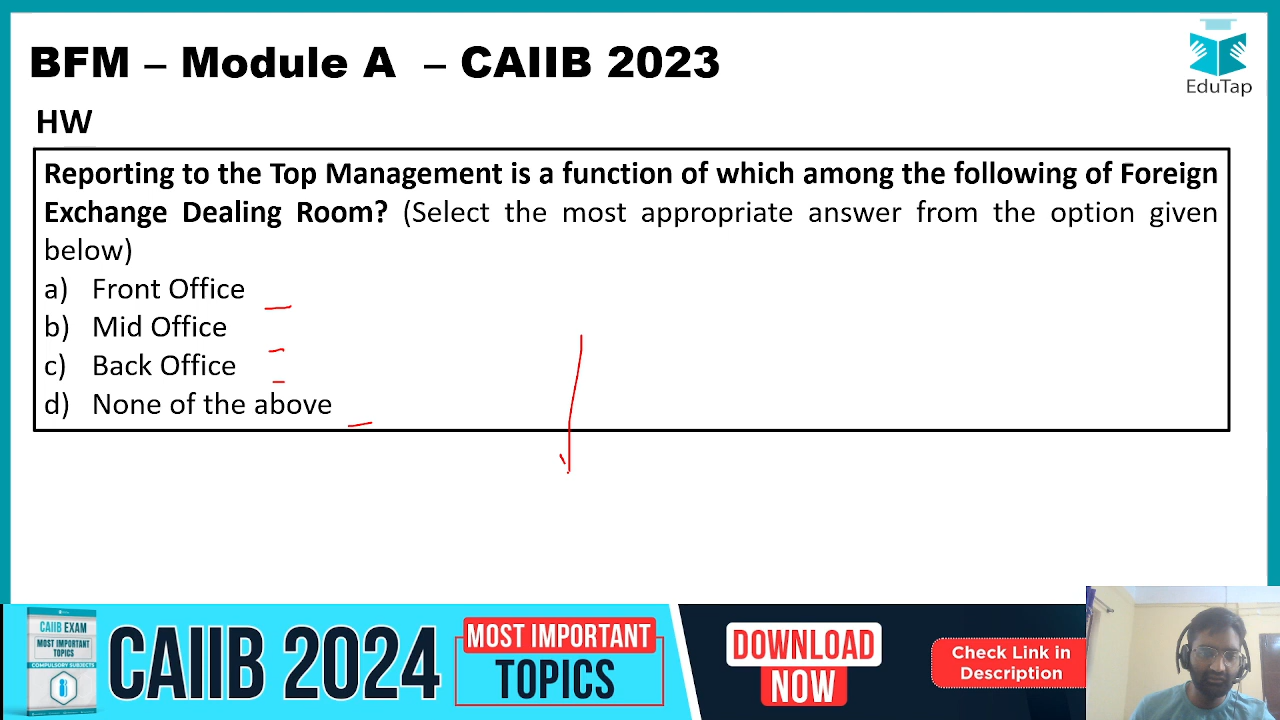 BFM – Module A – CAIIB 2023
EduTap
HW
Reporting to the Top Management is a function of which among the following of Foreign
Exchange Dealing Room? (Select the most appropriate answer from the option given
below)
a) Front Office
b) Mid Office
c) Back Office
d) None of the above
CAIIB EXAM
MOST IMPORTANT
TOPICS
COMPULSORY SUBJECTS
CAIIB 2024
MOST IMPORTANT
TOPICS
DOWNLOAD
NOW
Check Link in
Description